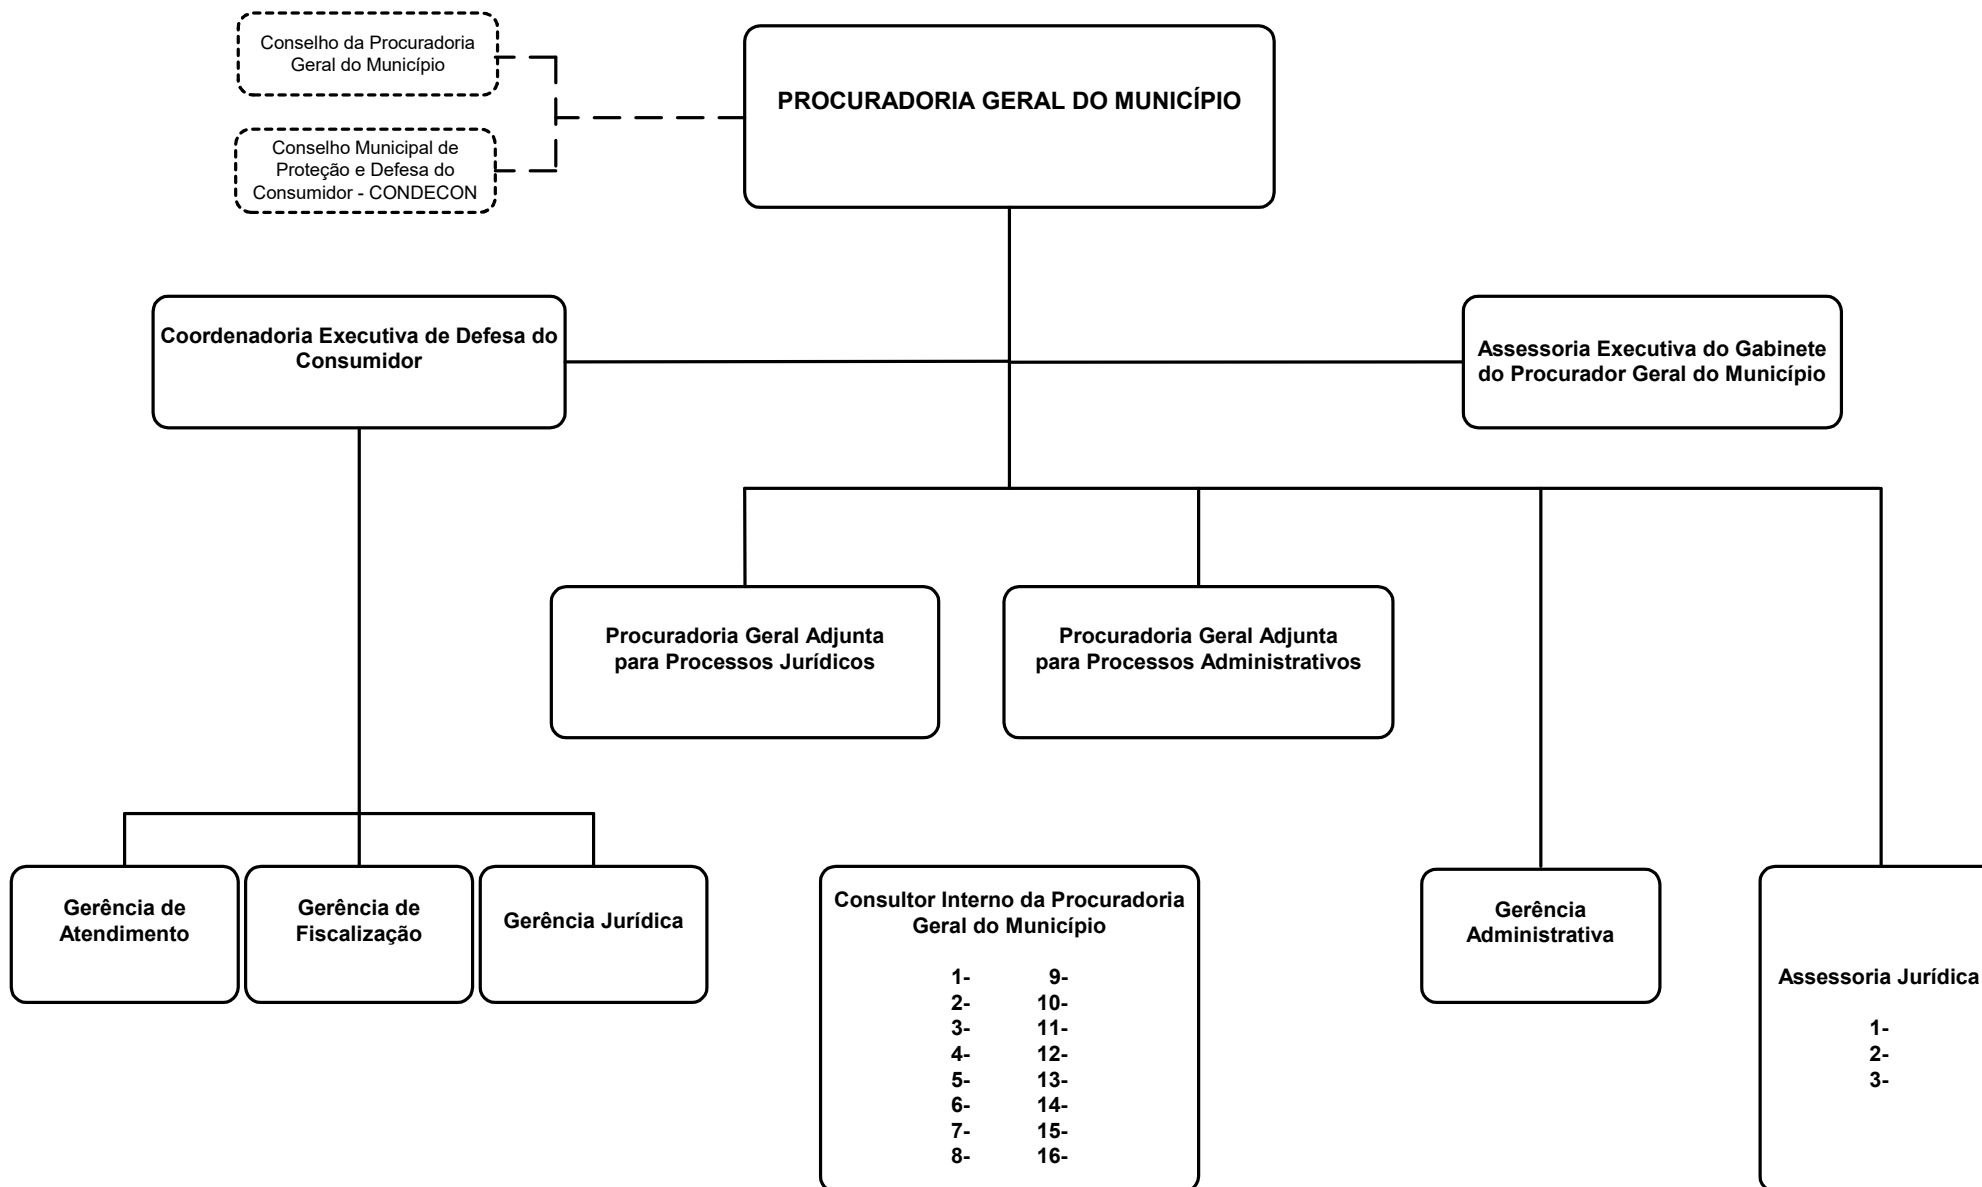 Conselho da Procuradoria
Geral do Município
PROCURADORIA GERAL DO MUNICÍPIO
Conselho Municipal de
Proteção e Defesa do
Consumidor - CONDECON
Coordenadoria Executiva de Defesa do
Consumidor
Assessoria Executiva do Gabinete
do Procurador Geral do Município
Procuradoria Geral Adjunta
para Processos Jurídicos
Procuradoria Geral Adjunta
para Processos Administrativos
Gerência de
Atendimento
Gerência de
Fiscalização
Gerência Jurídica
Consultor Interno da Procuradoria
Geral do Município
1- 9-
2- 10-
3- 11-
4- 12-
5- 13-
6- 14-
7- 15-
8- 16-
Gerência
Administrativa
Assessoria Jurídica
1-
2-
3-